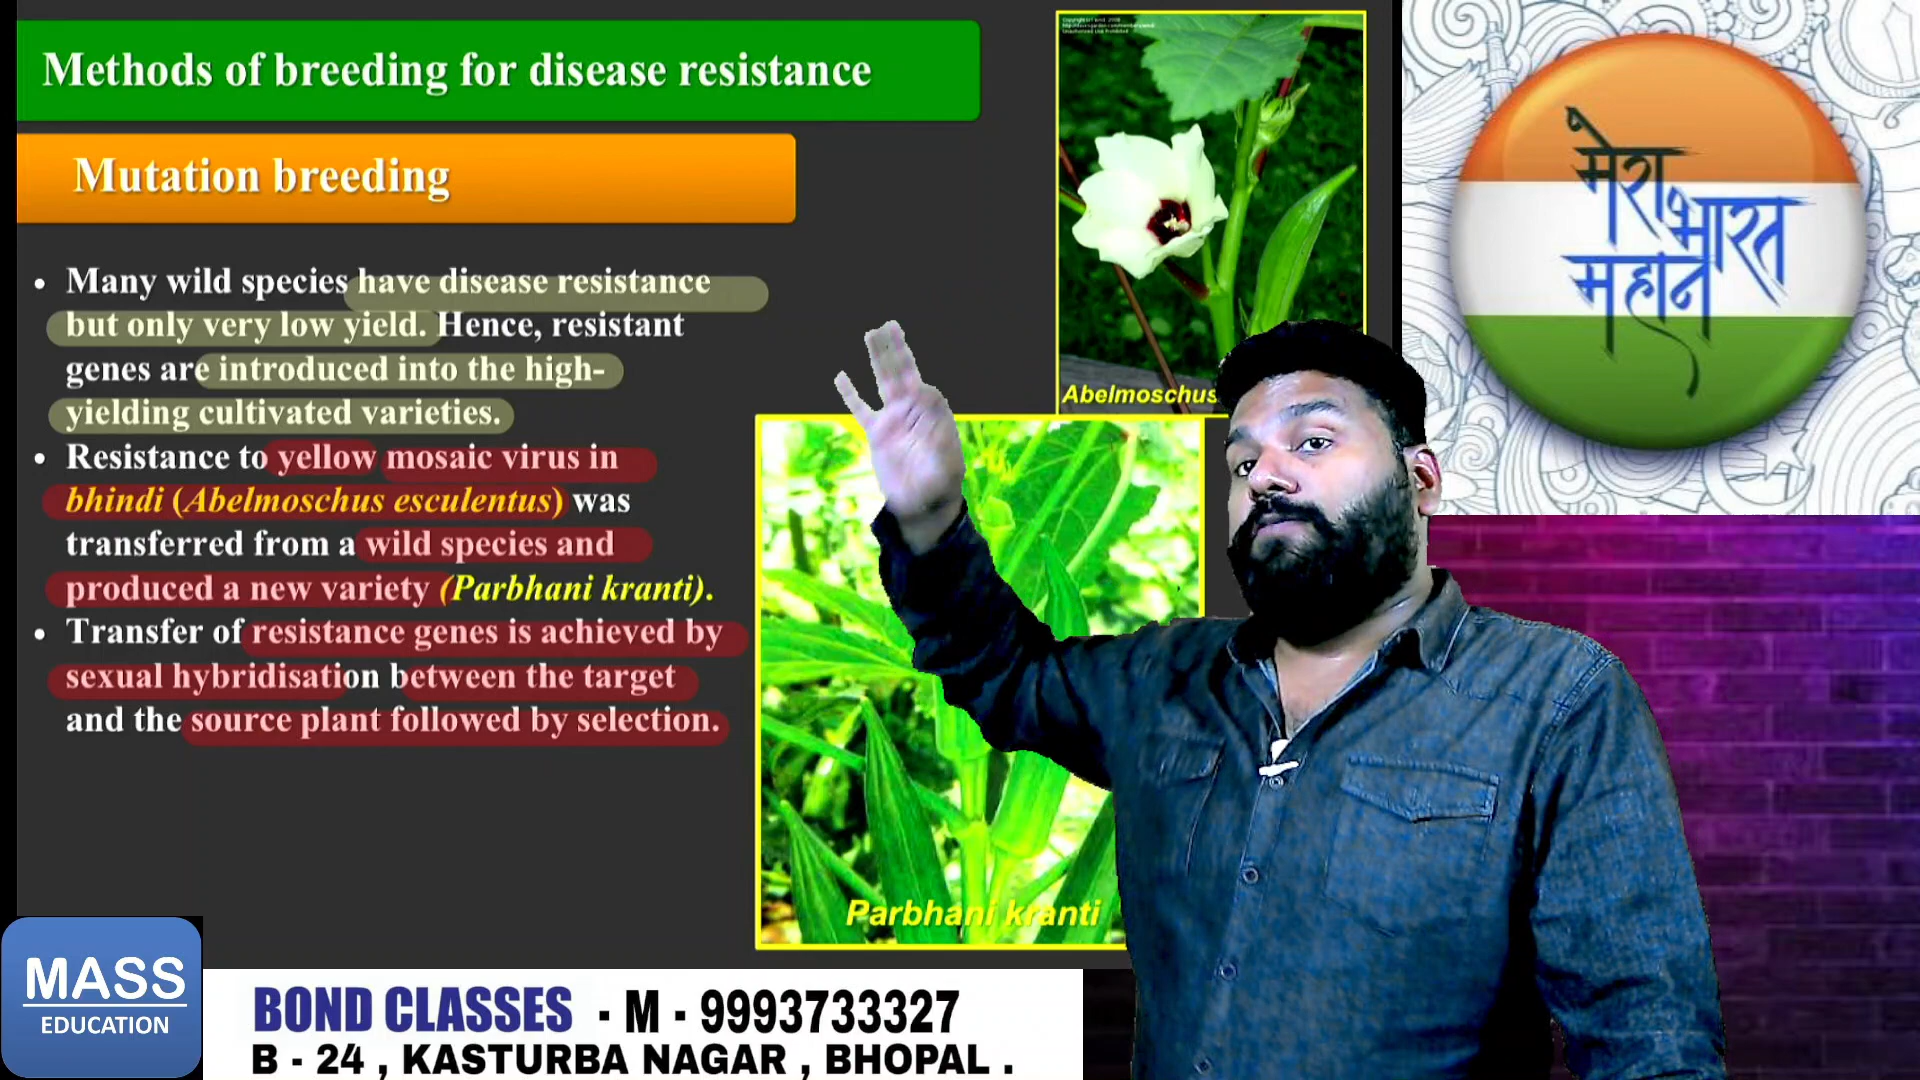 Methods of breeding for disease resistance
Mutation breeding
• Many wild species have disease resistance
but only very low yield. Hence, resistant
genes are introduced into the high-
yielding cultivated varieties.
• Resistance to yellow mosaic virus in
bhindi (Abelmoschus esculentus) was
transferred from a wild species and
produced a new variety (Parbhani kranti).
• Transfer of resistance genes is achieved by
sexual hybridisation between the target
and the source plant followed by selection.
Abelmoschus
Parbhani kranti
मेरा
भारत
महान
MASS
EDUCATION
BOND CLASSES - M - 9993733327
B - 24 , KASTURBA NAGAR , BHOPAL .